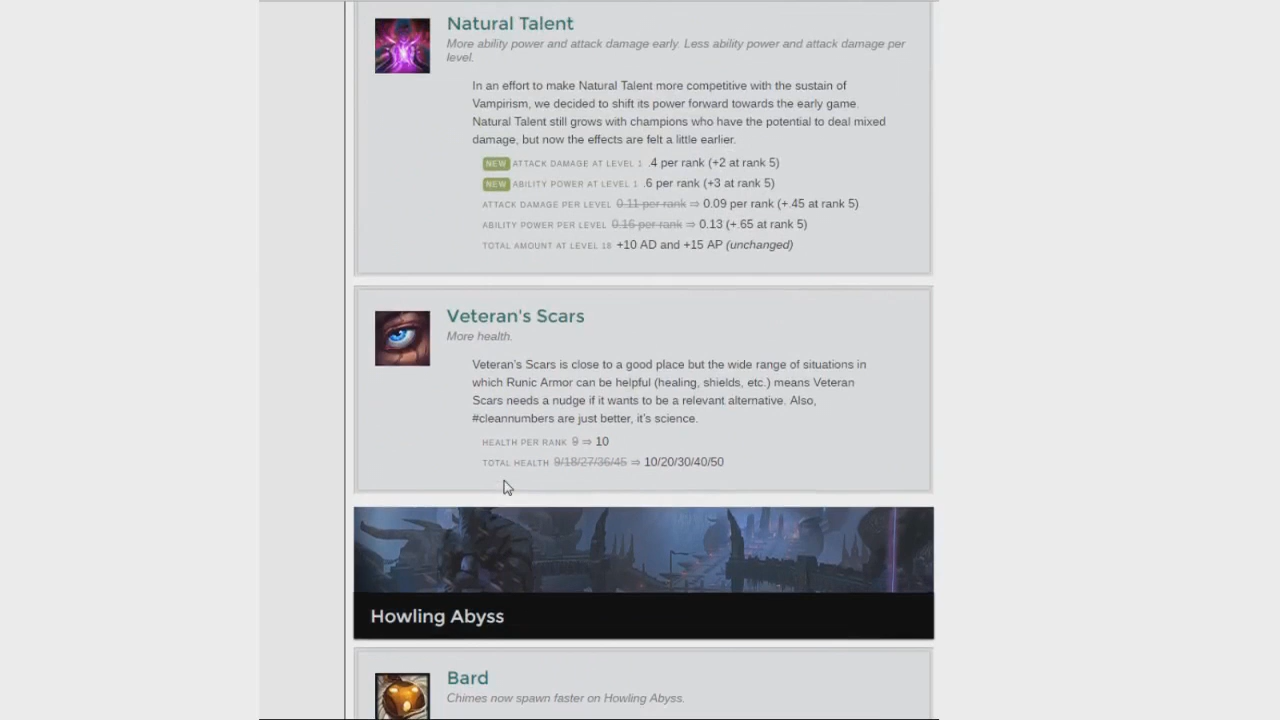 Natural Talent
More ability power and attack damage early. Less ability power and attack damage per
level.
In an effort to make Natural Talent more competitive with the sustain of
Vampirism, we decided to shift its power forward towards the early game.
Natural Talent still grows with champions who have the potential to deal mixed
damage, but now the effects are felt a little earlier.
NEW ATTACK DAMAGE AT LEVEL 1 .4 per rank (+2 at rank 5)
NEW ABILITY POWER AT LEVEL 1 .6 per rank (+3 at rank 5)
ATTACK DAMAGE PER LEVEL 0.11 per rank ⇒ 0.09 per rank (+.45 at rank 5)
ABILITY POWER PER LEVEL 0.16 per rank ⇒ 0.13 (+.65 at rank 5)
TOTAL AMOUNT AT LEVEL 18 +10 AD and +15 AP (unchanged)
Veteran's Scars
More health.
Veteran's Scars is close to a good place but the wide range of situations in
which Runic Armor can be helpful (healing, shields, etc.) means Veteran
Scars needs a nudge if it wants to be a relevant alternative. Also,
#cleannumbers are just better, it's science.
HEALTH PER RANK 9 ⇒ 10
TOTAL HEALTH 9/18/27/36/45 ⇒ 10/20/30/40/50
Howling Abyss
Bard
Chimes now spawn faster on Howling Abyss.